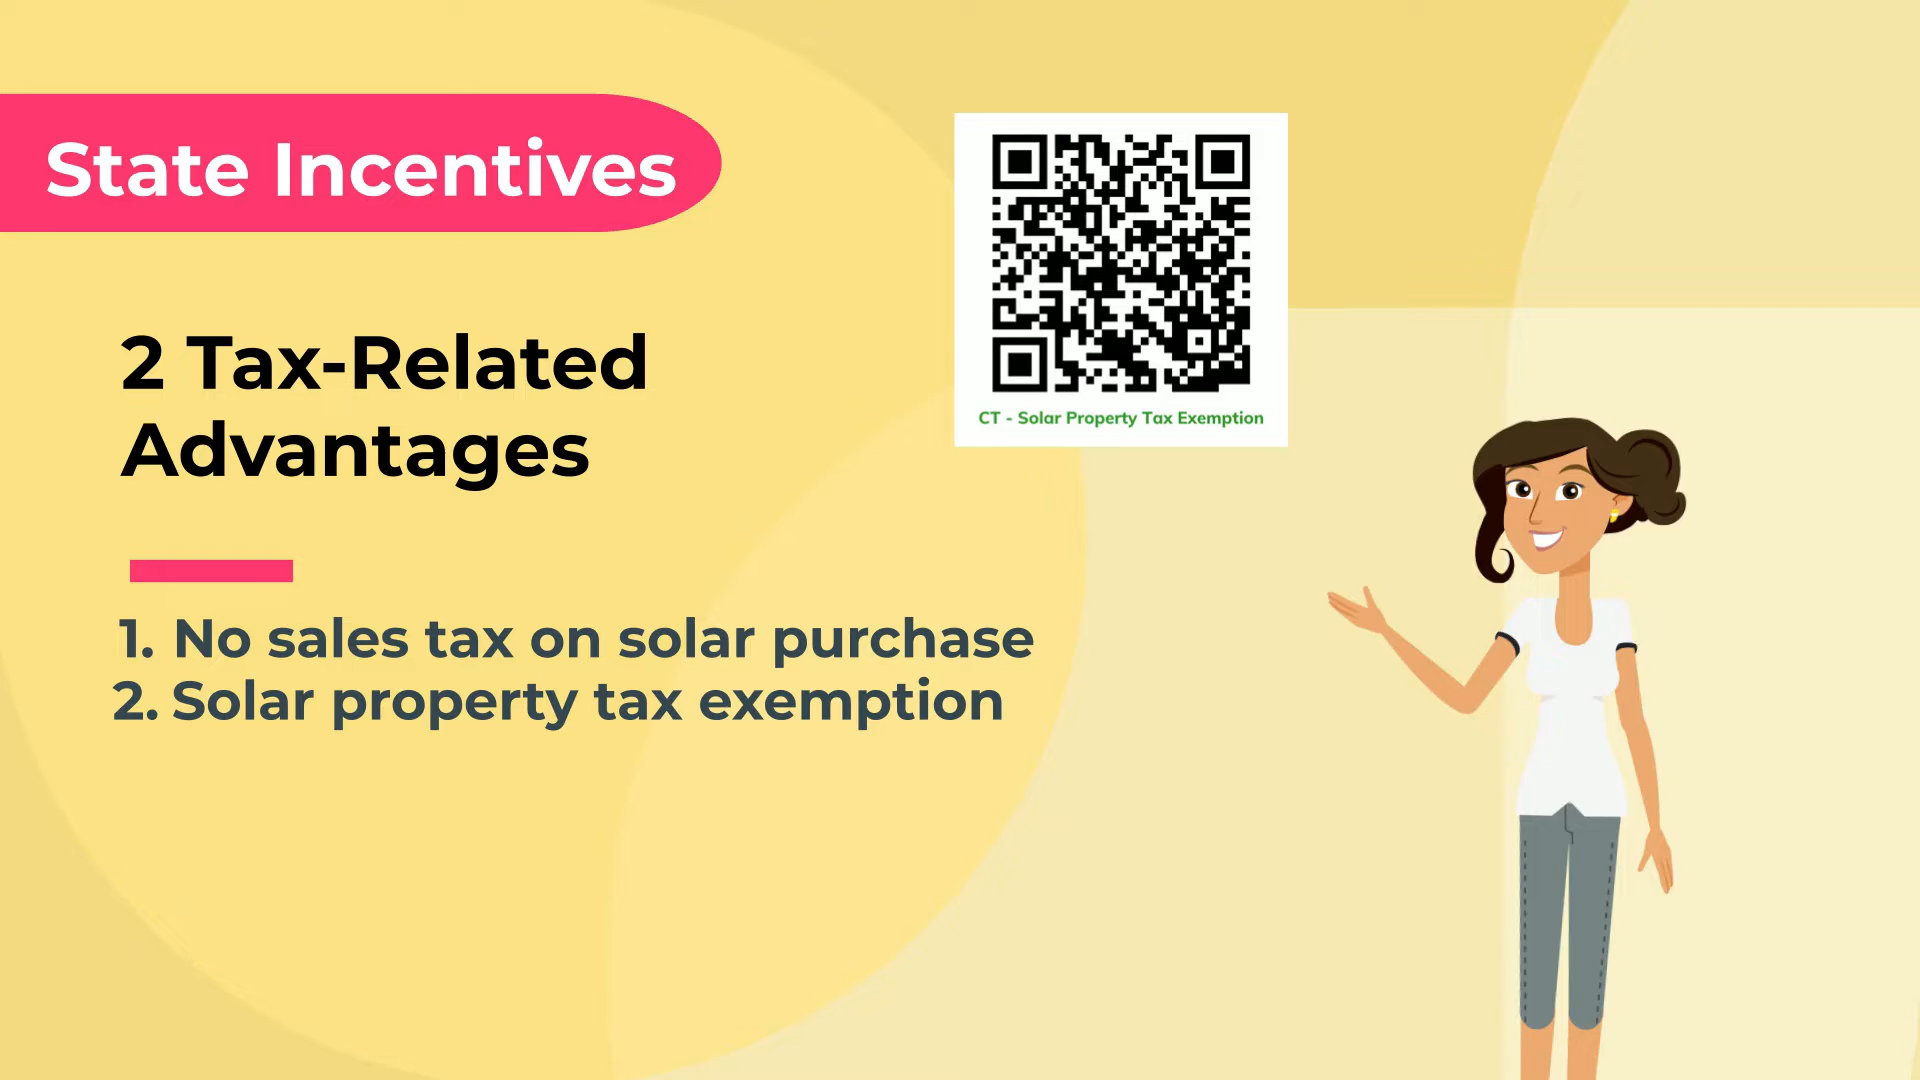 State Incentives
2 Tax-Related
Advantages
1. No sales tax on solar purchase
2. Solar property tax exemption
CT - Solar Property Tax Exemption